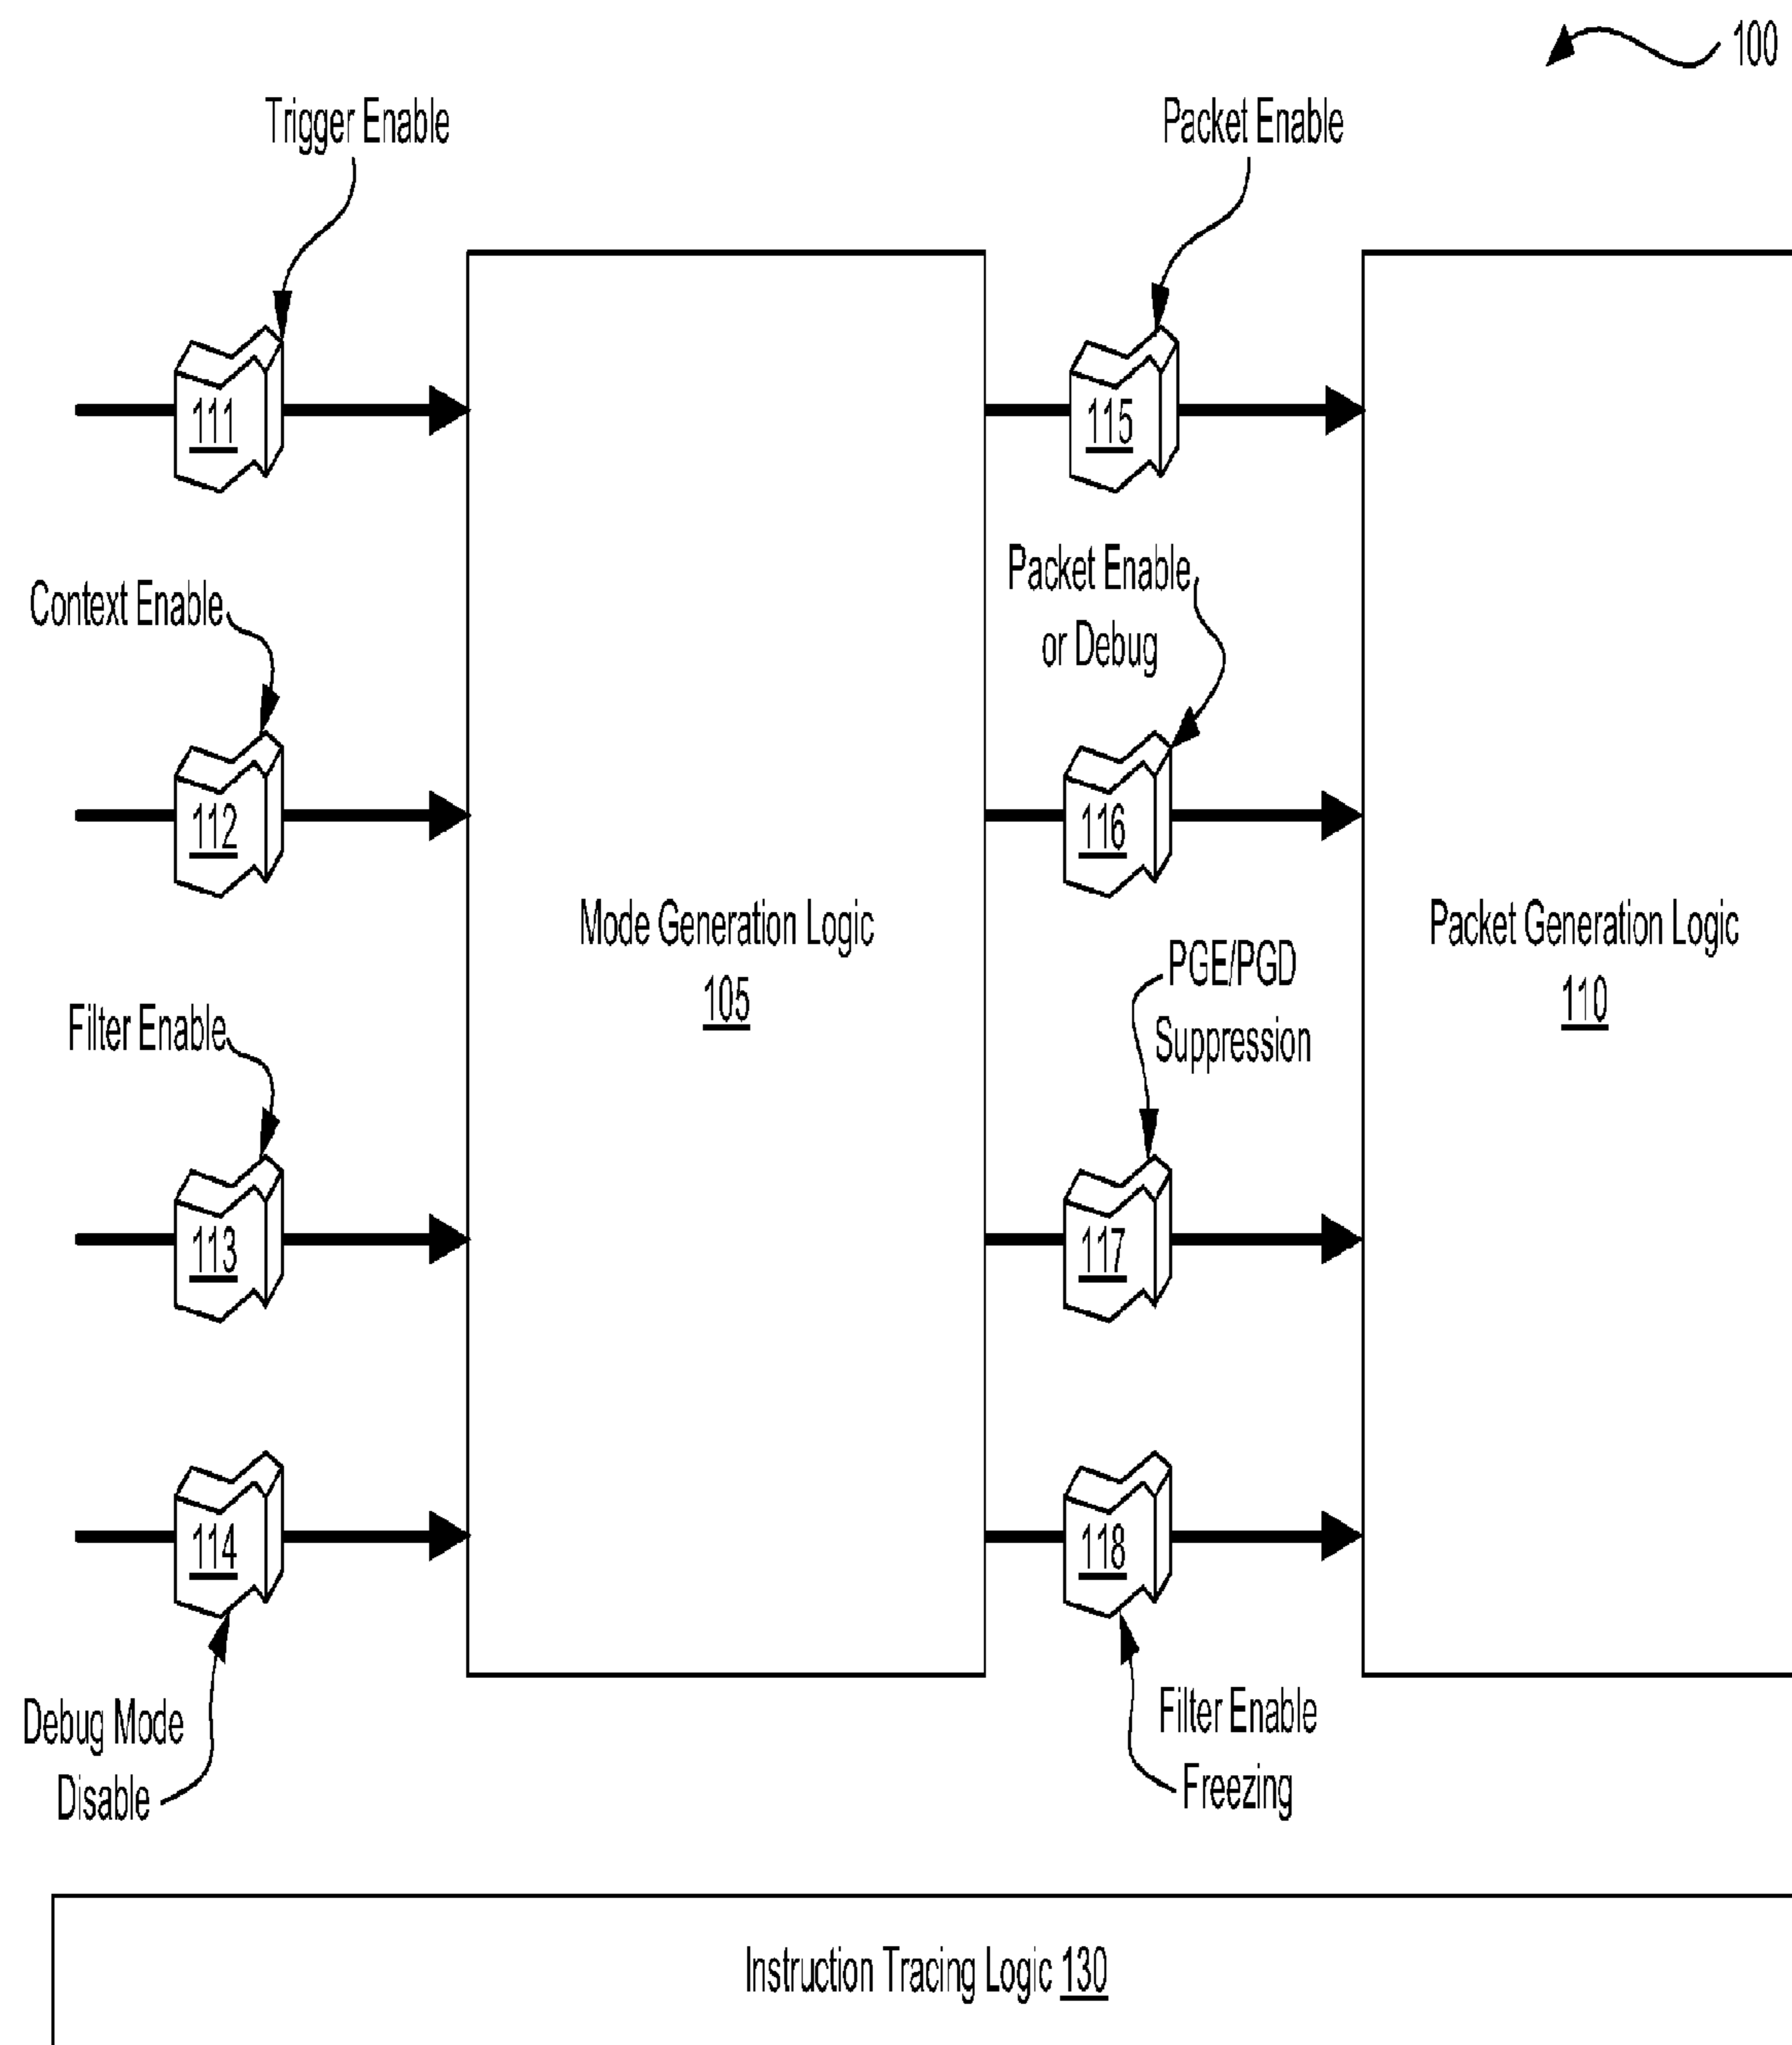 100
Trigger Enable
Packet Enable
111
115
Packet Enable
or Debug
Context Enable
112
116
Mode Generation Logic
105
Packet Generation Logic
110
PGE/PGD
Suppression
Filter Enable
113
117
114
118
Debug Mode
Disable
Filter Enable
Freezing
Instruction Tracing Logic 130